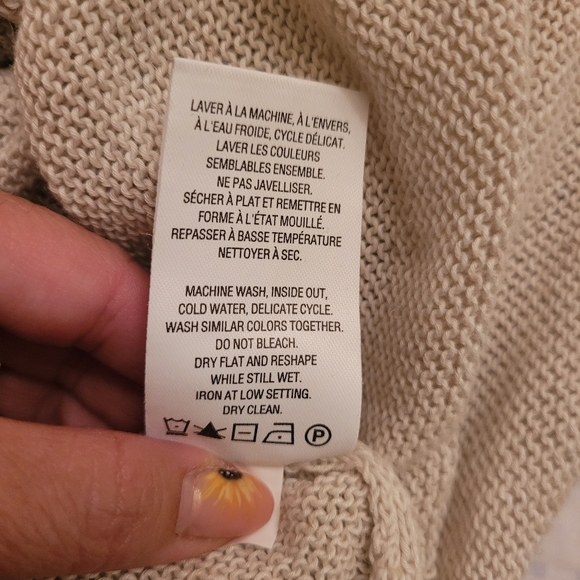 LAVER À LA MACHINE, À L'ENVERS,
À L'EAU FROIDE, CYCLE DÉLICAT.
LAVER LES COULEURS
SEMBLABLES ENSEMBLE.
NE PAS JAVELLISER.
SÉCHER À PLAT ET REMETTRE EN
FORME À L'ÉTAT MOUILLÉ.
REPASSER À BASSE TEMPÉRATURE
NETTOYER À SEC.
MACHINE WASH, INSIDE OUT,
COLD WATER, DELICATE CYCLE.
WASH SIMILAR COLORS TOGETHER.
DO NOT BLEACH.
DRY FLAT AND RESHAPE
WHILE STILL WET.
IRON AT LOW SETTING.
DRY CLEAN.
P